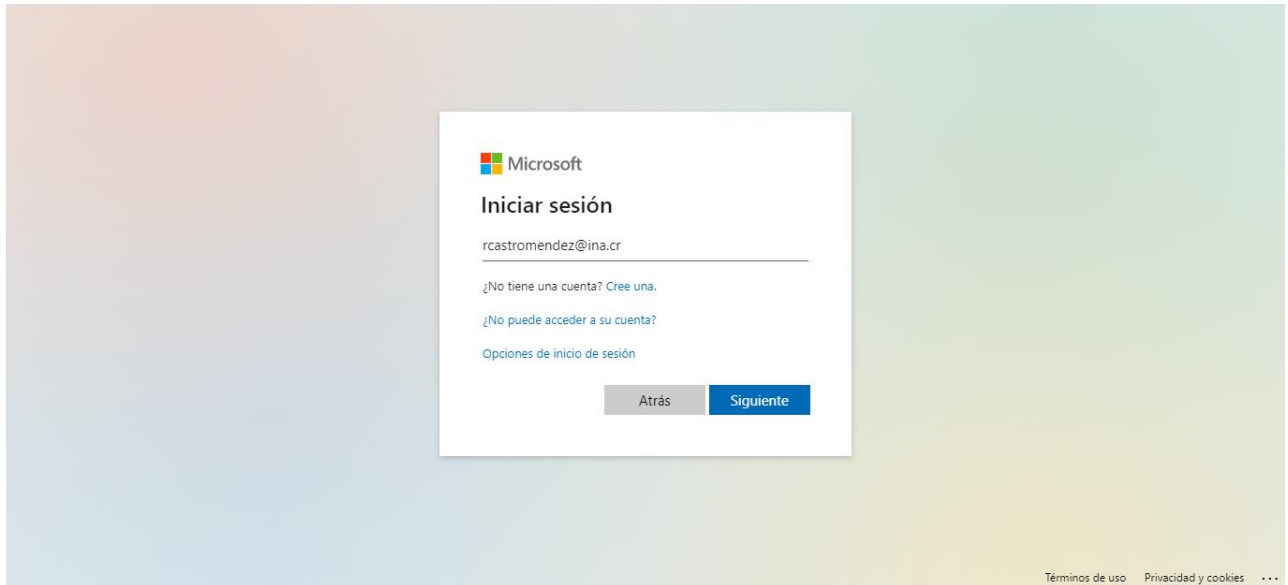 Microsoft
Iniciar sesión
rcastromendez@ina.cr
¿No tiene una cuenta? Cree una.
¿No puede acceder a su cuenta?
Opciones de inicio de sesión
Atrás Siguiente
Términos de uso Privacidad y cookies ...